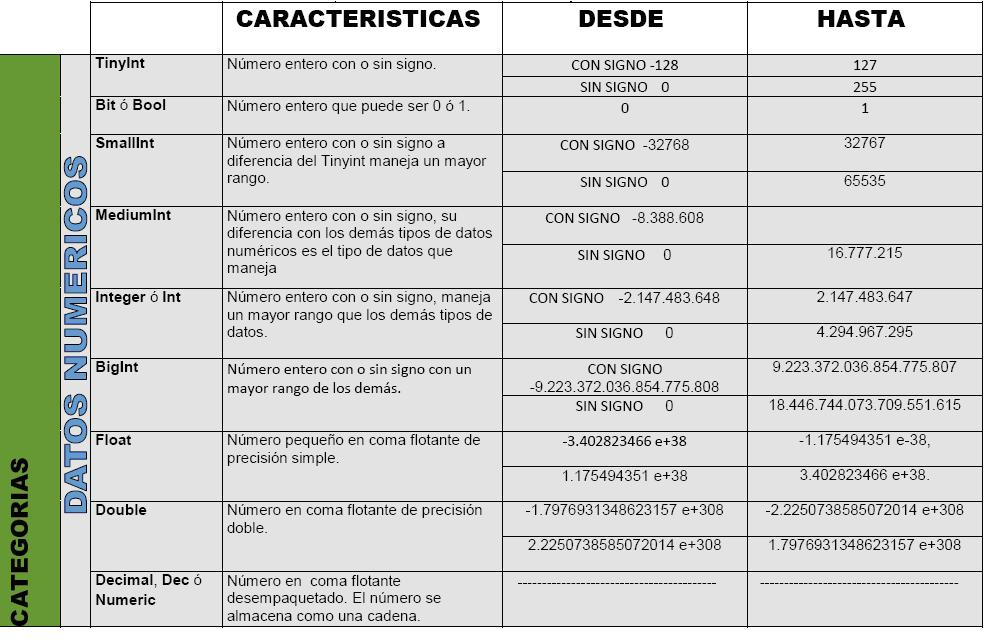 CARACTERISTICAS DESDE HASTA
CATEGORIAS
DATOS NUMERICOS
TinyInt
Número entero con o sin signo.
CON SIGNO -128
127
SIN SIGNO 0
255
Bit ó Bool
Número entero que puede ser 0 ó 1.
0
1
SmallInt
Número entero con o sin signo a
diferencia del Tinyint maneja un mayor
rango.
CON SIGNO -32768
32767
SIN SIGNO 0
65535
MediumInt
Número entero con o sin signo, su
diferencia con los demás tipos de datos
numéricos es el tipo de datos que
maneja
CON SIGNO -8.388.608
SIN SIGNO 0
16.777.215
Integer ó Int
Número entero con o sin signo, maneja
un mayor rango que los demás tipos de
datos.
CON SIGNO -2.147.483.648
2.147.483.647
SIN SIGNO 0
4.294.967.295
BigInt
Número entero con o sin signo con un
mayor rango de los demás.
CON SIGNO
-9.223.372.036.854.775.808
9.223.372.036.854.775.807
SIN SIGNO 0
18.446.744.073.709.551.615
Float
Número pequeño en coma flotante de
precisión simple.
-3.402823466 e+38
-1.175494351 e-38,
1.175494351 e+38
3.402823466 e+38.
Double
Número en coma flotante de precisión
doble.
-1.7976931348623157 e+308
-2.2250738585072014 e+308
2.2250738585072014 e+308
1.7976931348623157 e+308
Decimal, Dec ó
Numeric
Número en coma flotante
desempaquetado. El número se
almacena como una cadena.
----------------------------------------
----------------------------------------